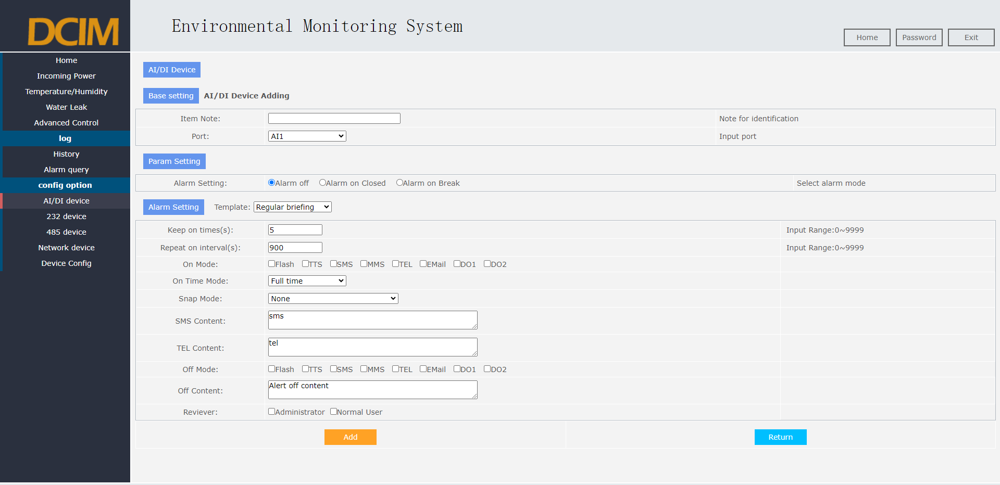 DCIM
Environmental Monitoring System
Home
Password
Exit
Home
Incoming Power
Temperature/Humidity
Water Leak
Advanced Control
log
History
Alarm query
config option
AI/DI device
232 device
485 device
Network device
Device Config
AI/DI Device
Base setting AI/DI Device Adding
Item Note: Note for identification
Port: AI1 Input port
Param Setting
Alarm Setting: Alarm off Alarm on Closed Alarm on Break Select alarm mode
Alarm Setting Template: Regular briefing
Keep on times(s): 5 Input Range:0~9999
Repeat on interval(s): 900 Input Range:0~9999
On Mode: Flash TTS SMS MMS TEL EMail DO1 DO2
On Time Mode: Full time
Snap Mode: None
SMS Content: sms
TEL Content: tel
Off Mode: Flash TTS SMS MMS TEL EMail DO1 DO2
Off Content: Alert off content
Reviever: Administrator Normal User
Add Return